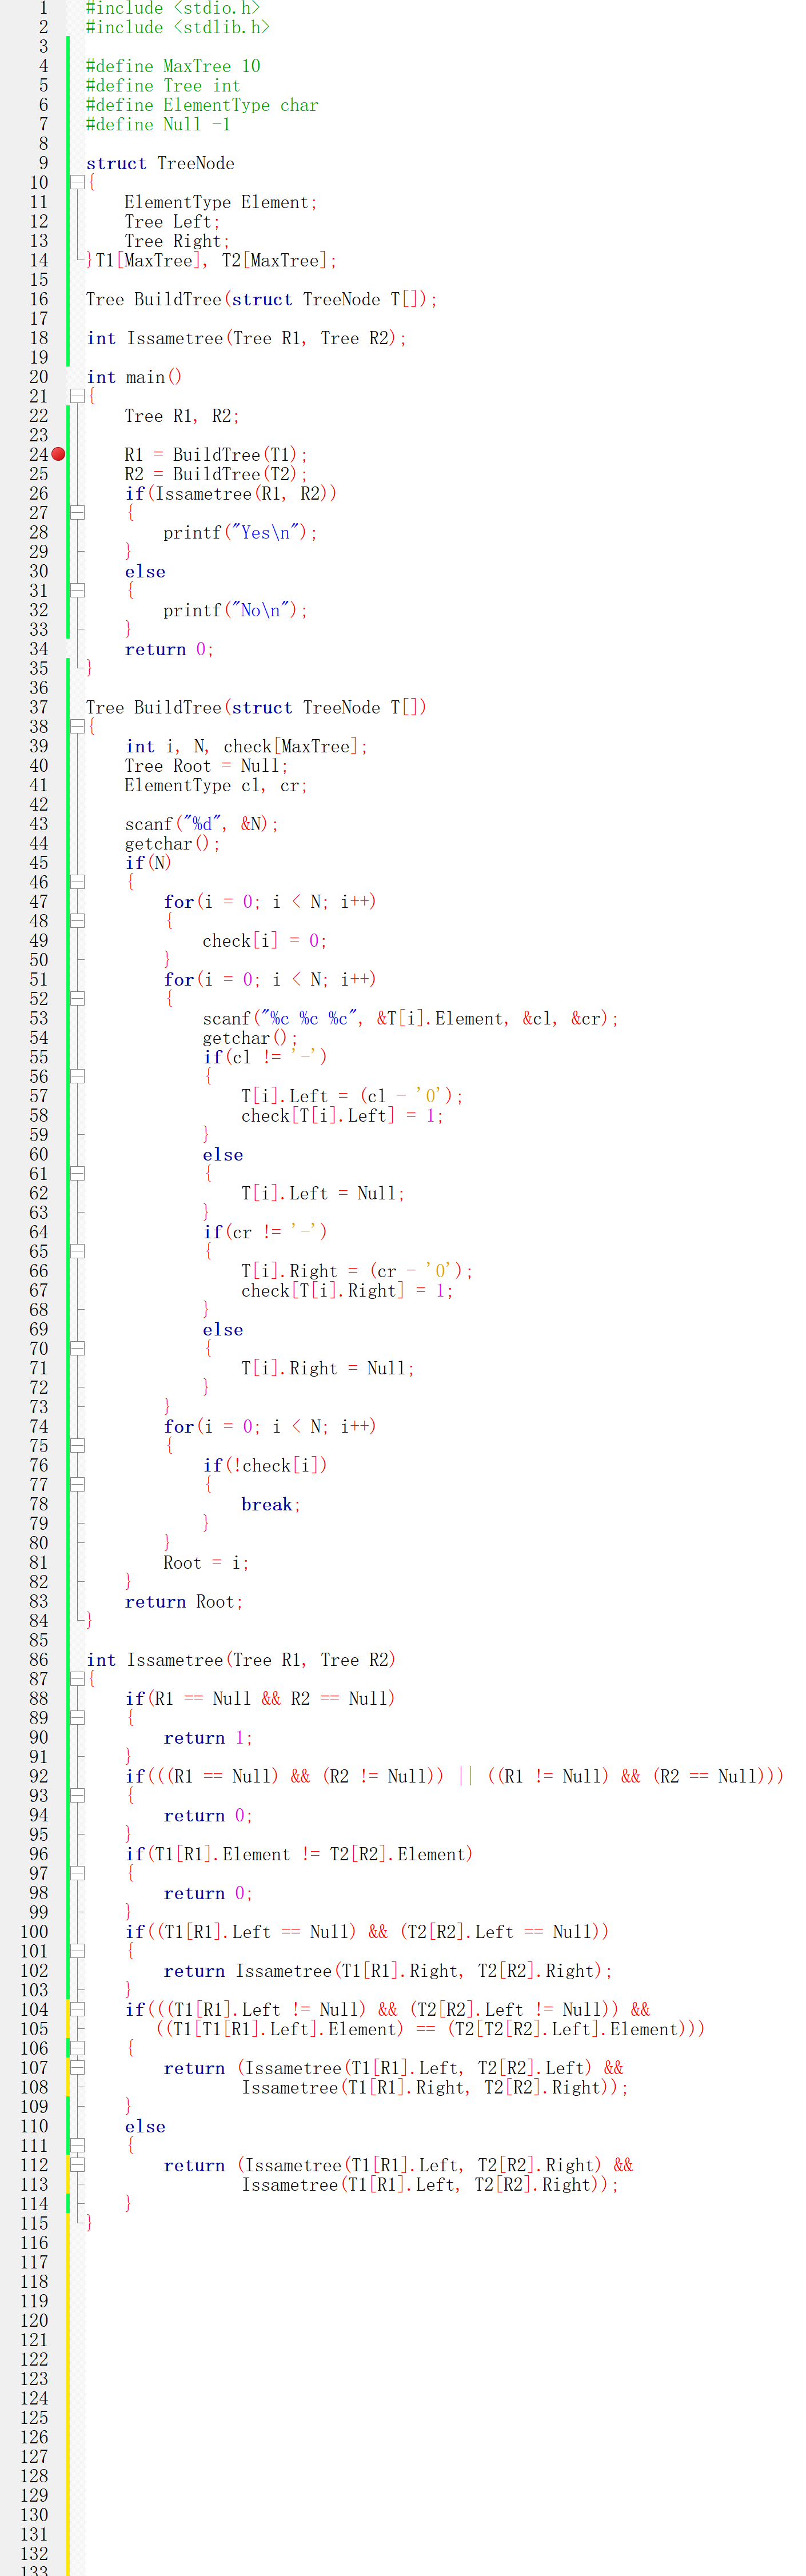 1 #include <stdio.h>
2 #include <stdlib.h>
3
4 #define MaxTree 10
5 #define Tree int
6 #define ElementType char
7 #define Null -1
8
9 struct TreeNode
10 {
11     ElementType Element;
12     Tree Left;
13     Tree Right;
14 }T1[MaxTree], T2[MaxTree];
15
16 Tree BuildTree(struct TreeNode T[]);
17
18 int Issametree(Tree R1, Tree R2);
19
20 int main()
21 {
22     Tree R1, R2;
23
24     R1 = BuildTree(T1);
25     R2 = BuildTree(T2);
26     if(Issametree(R1, R2))
27     {
28         printf("Yes\n");
29     }
30     else
31     {
32         printf("No\n");
33     }
34     return 0;
35 }
36
37 Tree BuildTree(struct TreeNode T[])
38 {
39     int i, N, check[MaxTree];
40     Tree Root = Null;
41     ElementType cl, cr;
42
43     scanf("%d", &N);
44     getchar();
45     if(N)
46     {
47         for(i = 0; i < N; i++)
48         {
49             check[i] = 0;
50         }
51         for(i = 0; i < N; i++)
52         {
53             scanf("%c %c %c", &T[i].Element, &cl, &cr);
54             getchar();
55             if(cl != '-')
56             {
57                 T[i].Left = (cl - '0');
58                 check[T[i].Left] = 1;
59             }
60             else
61             {
62                 T[i].Left = Null;
63             }
64             if(cr != '-')
65             {
66                 T[i].Right = (cr - '0');
67                 check[T[i].Right] = 1;
68             }
69             else
70             {
71                 T[i].Right = Null;
72             }
73         }
74         for(i = 0; i < N; i++)
75         {
76             if(!check[i])
77             {
78                 break;
79             }
80         }
81         Root = i;
82     }
83     return Root;
84 }
85
86 int Issametree(Tree R1, Tree R2)
87 {
88     if(R1 == Null && R2 == Null)
89     {
90         return 1;
91     }
92     if(((R1 == Null) && (R2 != Null)) || ((R1 != Null) && (R2 == Null)))
93     {
94         return 0;
95     }
96     if(T1[R1].Element != T2[R2].Element)
97     {
98         return 0;
99     }
100     if((T1[R1].Left == Null) && (T2[R2].Left == Null))
101     {
102         return Issametree(T1[R1].Right, T2[R2].Right);
103     }
104     if(((T1[R1].Left != Null) && (T2[R2].Left != Null)) &&
105        ((T1[T1[R1].Left].Element) == (T2[T2[R2].Left].Element)))
106     {
107         return (Issametree(T1[R1].Left, T2[R2].Left) &&
108                 Issametree(T1[R1].Right, T2[R2].Right));
109     }
110     else
111     {
112         return (Issametree(T1[R1].Left, T2[R2].Right) &&
113                 Issametree(T1[R1].Left, T2[R2].Right));
114     }
115 }
116
117
118
119
120
121
122
123
124
125
126
127
128
129
130
131
132
133